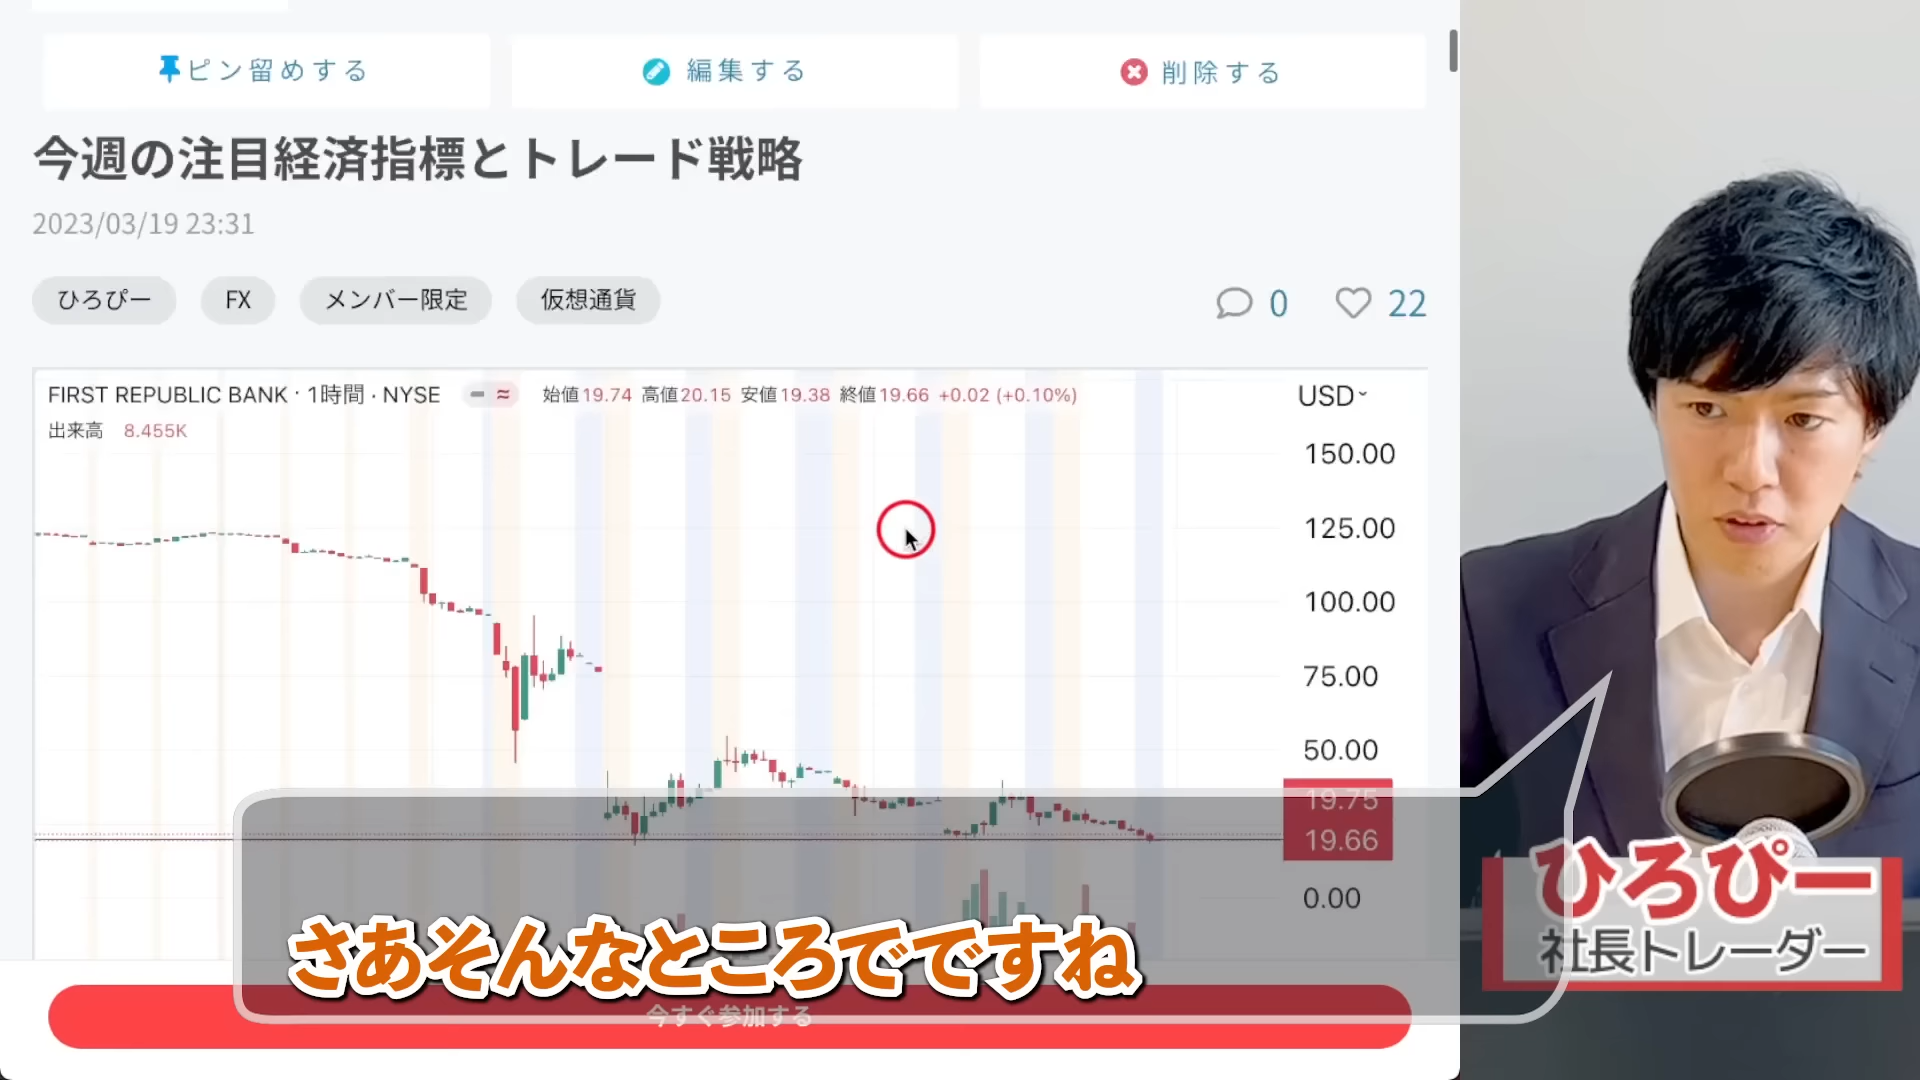 ピン留めする
編集する
削除する
今週の注目経済指標とトレード戦略
2023/03/19 23:31
ひろぴー
FX
メンバー限定
仮想通貨
0
22
FIRST REPUBLIC BANK · 1時間 · NYSE
始値19.74 高値20.15 安値19.38 終値19.66 +0.02 (+0.10%)
USD
出来高 8.455K
150.00
125.00
100.00
75.00
50.00
19.75
19.66
0.00
さあそんなところでですね
今すぐ参加する
ひろぴー
社長トレーダー